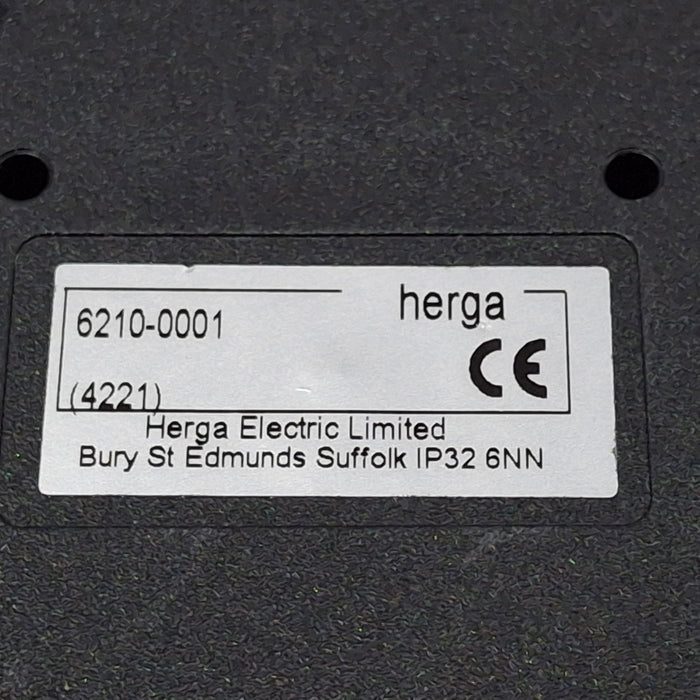 herga
6210-0001
CE
(4221)
Herga Electric Limited
Bury St Edmunds Suffolk IP32 6NN